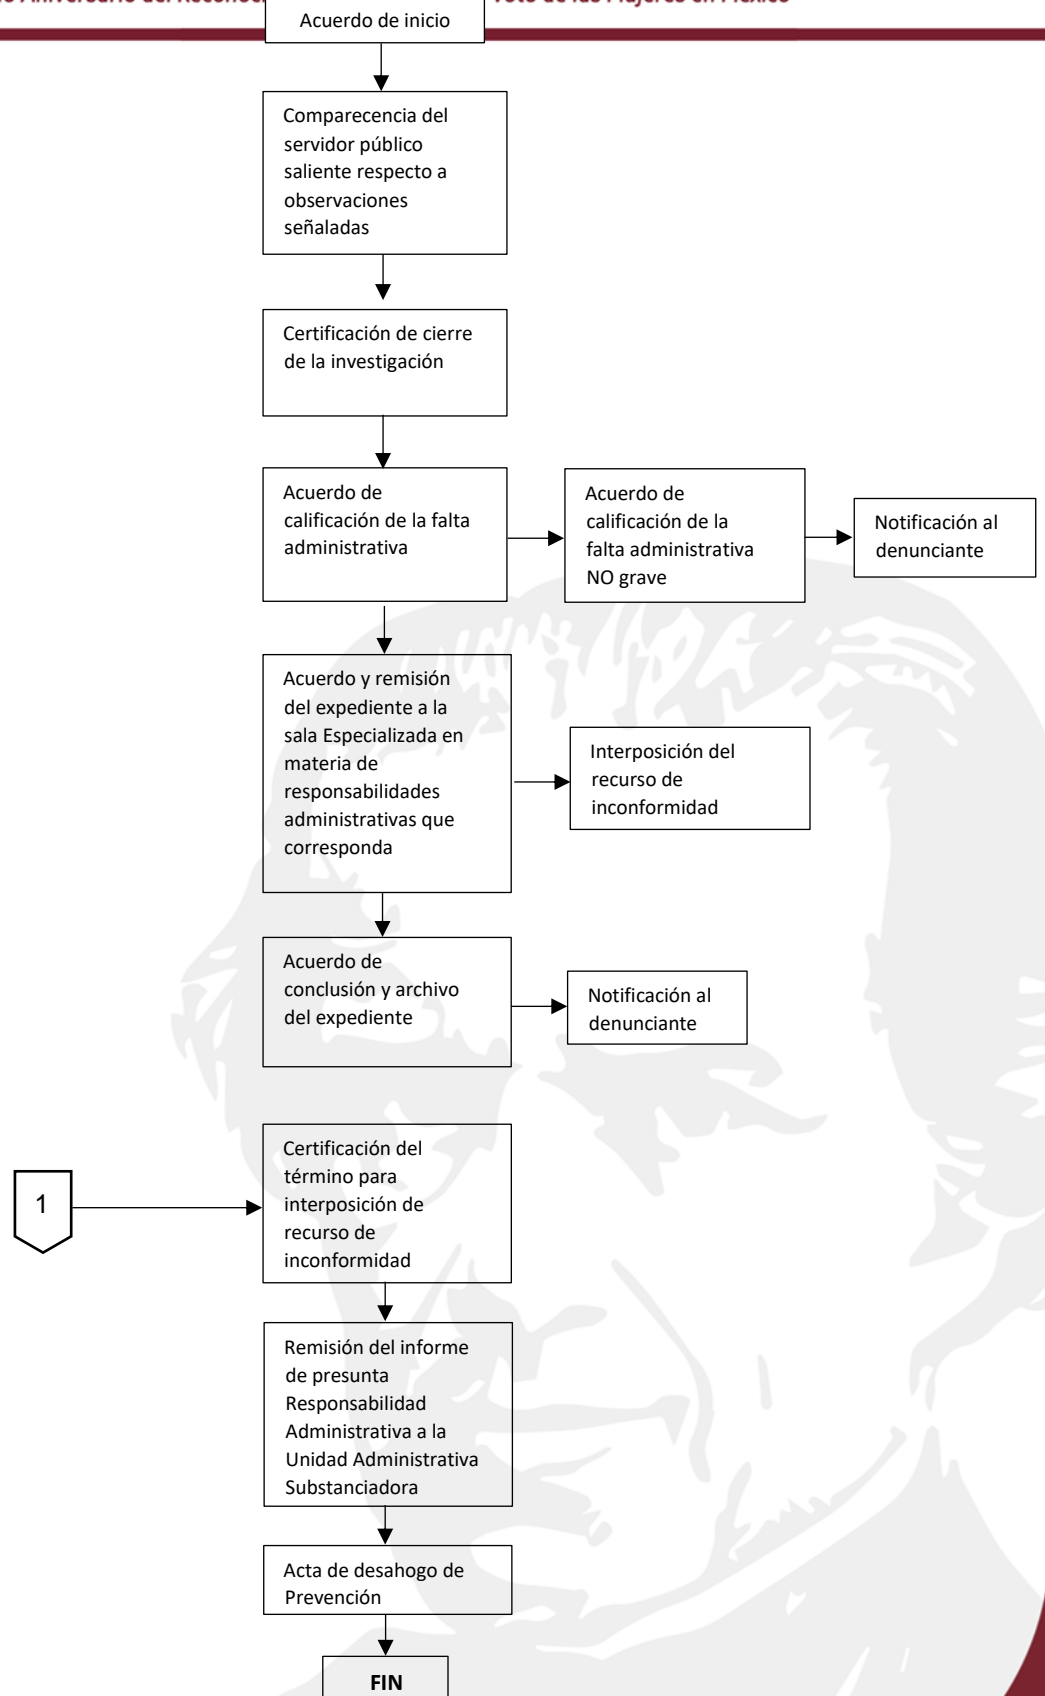 Acuerdo de inicio
Comparecencia del
servidor público
saliente respecto a
observaciones
señaladas
Certificación de cierre
de la investigación
Acuerdo de
calificación de la falta
administrativa
Acuerdo de
calificación de la
falta administrativa
NO grave
Notificación al
denunciante
Acuerdo y remisión
del expediente a la
sala Especializada en
materia de
responsabilidades
administrativas que
corresponda
Interposición del
recurso de
inconformidad
Acuerdo de
conclusión y archivo
del expediente
Notificación al
denunciante
1
Certificación del
término para
interposición de
recurso de
inconformidad
Remisión del informe
de presunta
Responsabilidad
Administrativa a la
Unidad Administrativa
Substanciadora
Acta de desahogo de
Prevención
FIN